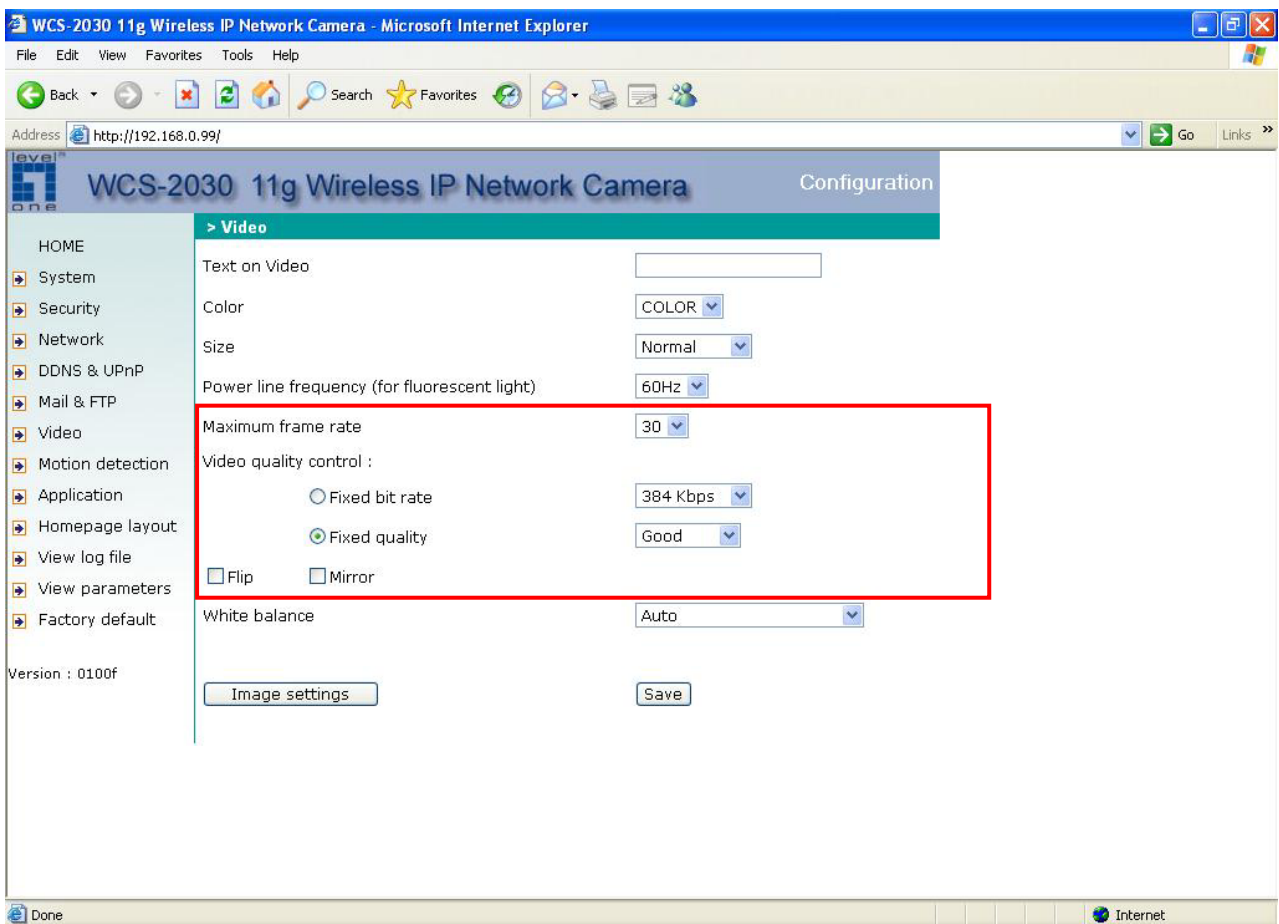 WCS-2030 11g Wireless IP Network Camera - Microsoft Internet Explorer
File Edit View Favorites Tools Help
Back Search Favorites
Address http://192.168.0.99/ Go Links »
level™ one
WCS-2030 11g Wireless IP Network Camera Configuration
HOME
System
Security
Network
DDNS & UPnP
Mail & FTP
Video
Motion detection
Application
Homepage layout
View log file
View parameters
Factory default
Version : 0100f
> Video
Text on Video
Color COLOR
Size Normal
Power line frequency (for fluorescent light) 60Hz
Maximum frame rate 30
Video quality control :
Fixed bit rate 384 Kbps
Fixed quality Good
Flip Mirror
White balance Auto
Image settings Save
Done Internet